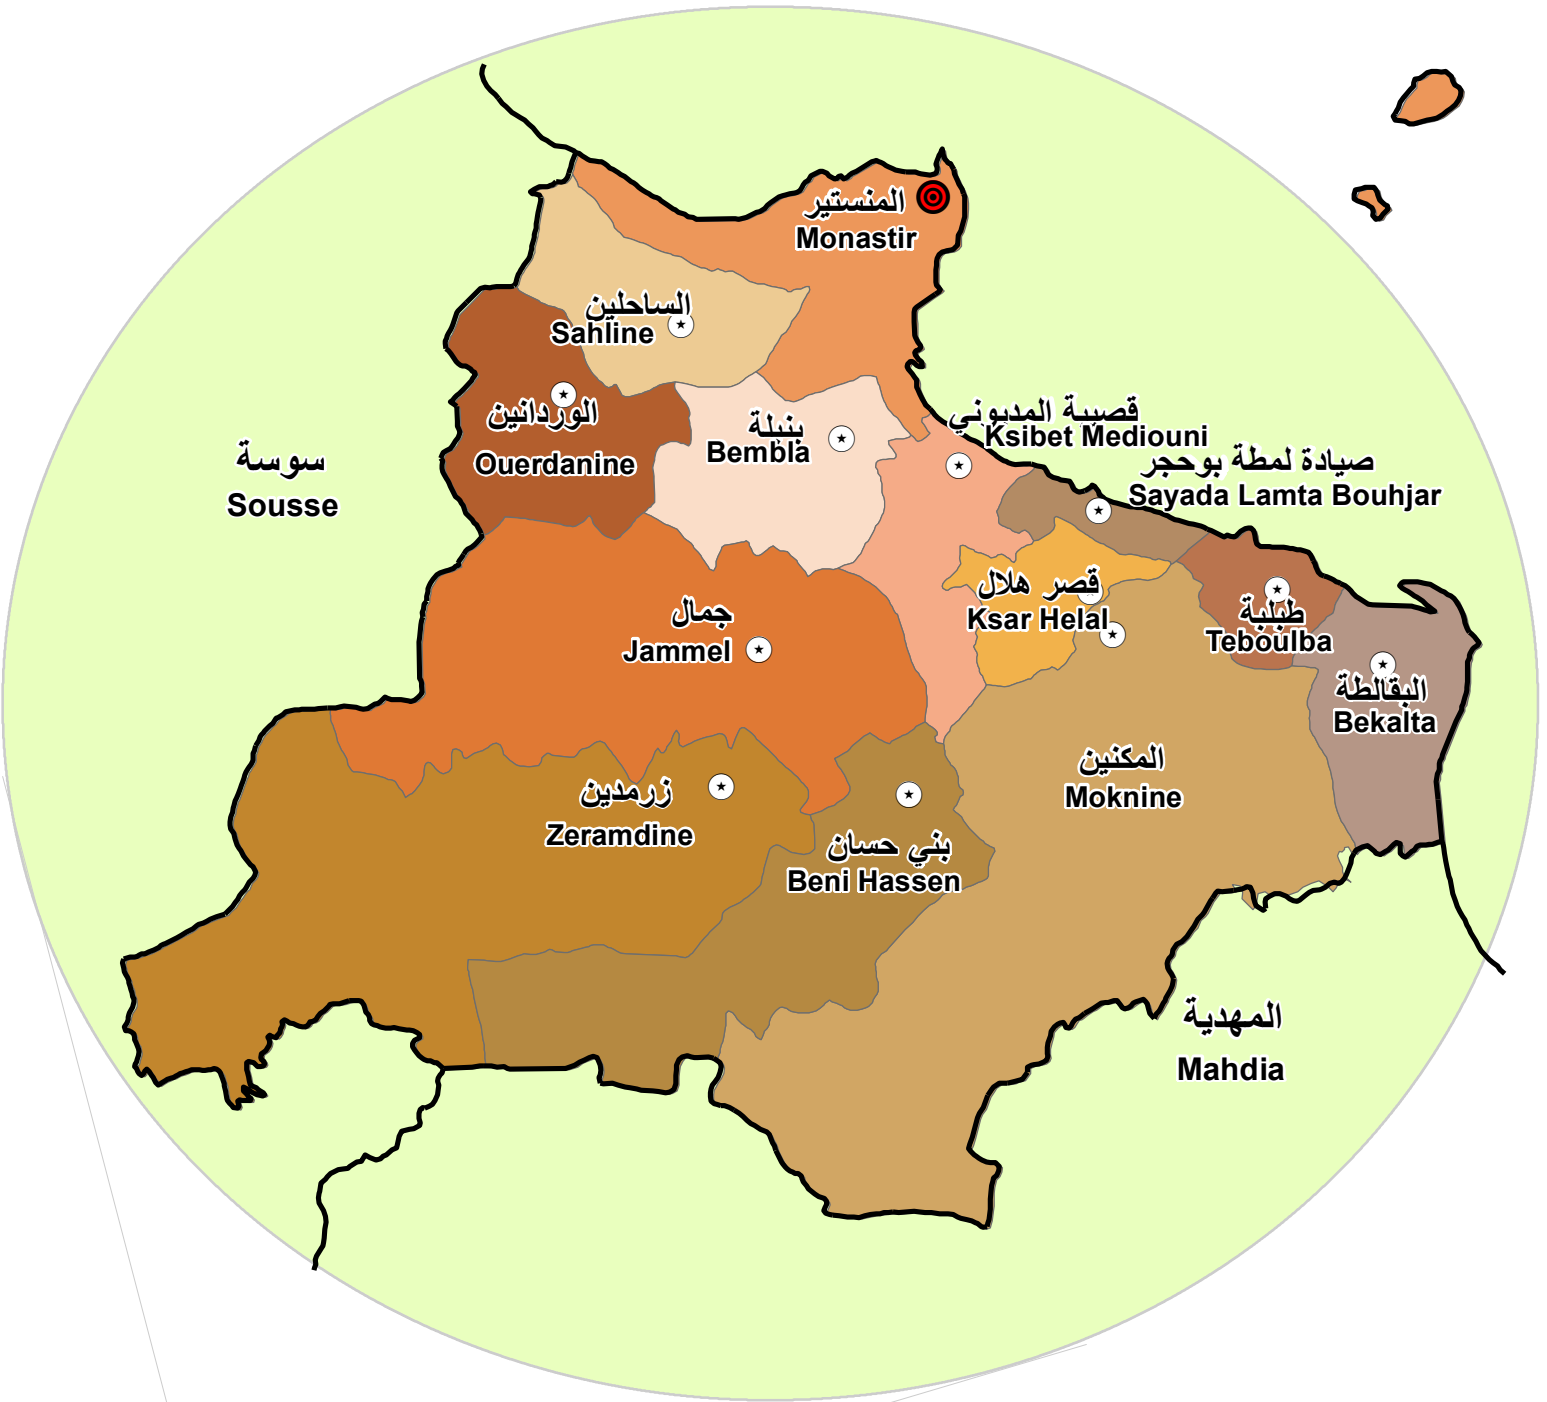 المنستير
Monastir
الساحلين
Sahline
الوردانين
Ouerdanine
بنبلة
Bembla
قصيبة المديوني
Ksibet Mediouni
صيادة لمطة بوحجر
Sayada Lamta Bouhjar
سوسة
Sousse
قصر هلال
Ksar Helal
طبلبة
Teboulba
جمال
Jammel
البقالطة
Bekalta
المكنين
Moknine
زرمدين
Zeramdine
بني حسان
Beni Hassen
المهدية
Mahdia